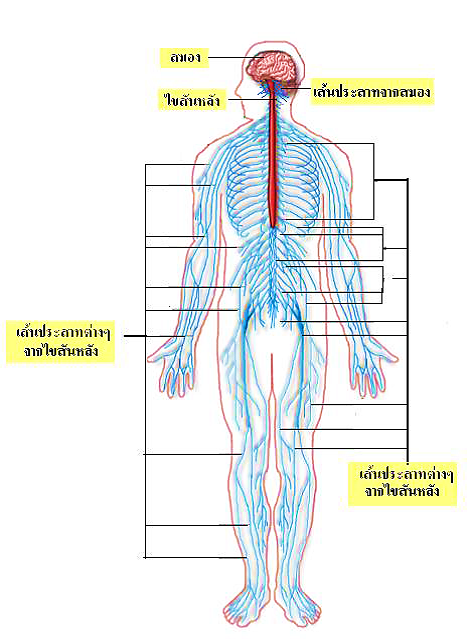 สมอง
ไขสันหลัง
เส้นประสาทจากสมอง
เส้นประสาทต่างๆ
จากไขสันหลัง
เส้นประสาทต่างๆ
จากไขสันหลัง